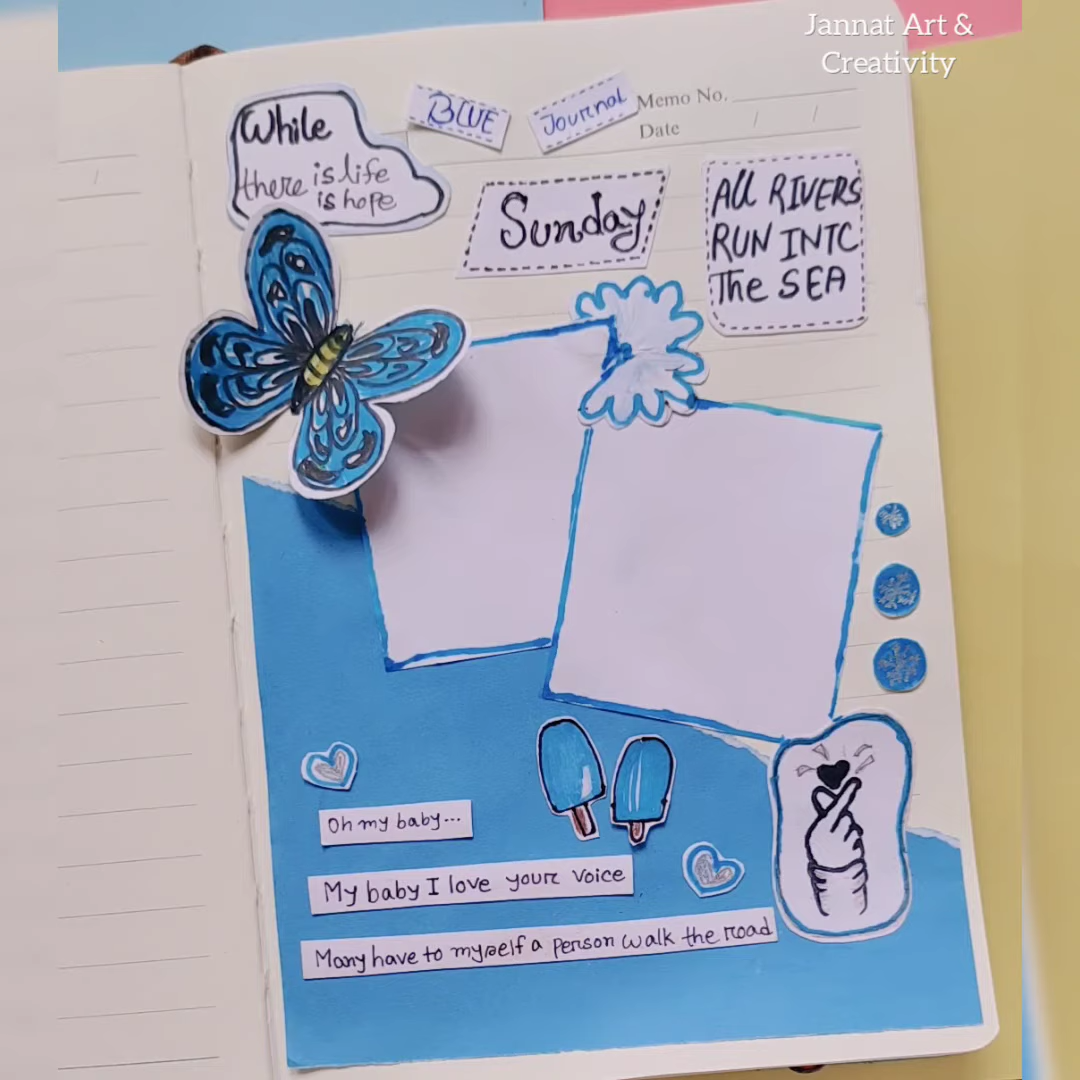 Jannat Art &
Creativity
While
there is life
is hope
BLUE
Journal
Memo No.
Date / /
Sunday
All RIVERS
RUN INTC
The SEA
Oh my baby...
My baby I love your voice
Many have to myself a person walk the road